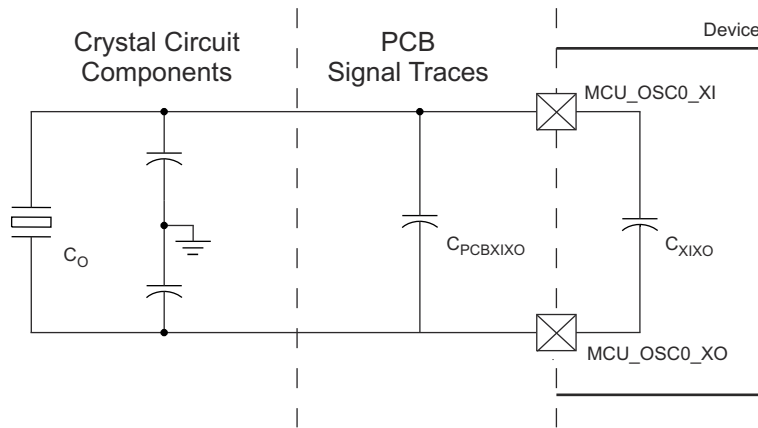 Crystal Circuit
Components
PCB
Signal Traces
Device
MCU_OSC0_XI
C_O
C_PCBXIXO
C_XIXO
MCU_OSC0_XO